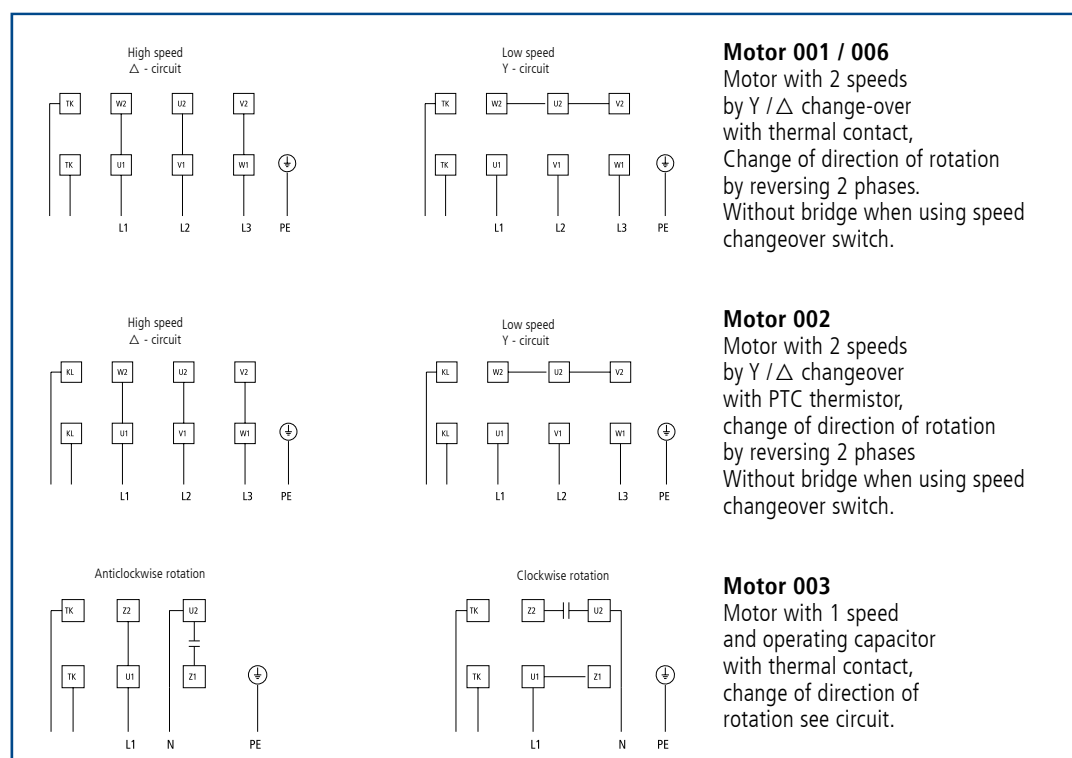 High speed
△ - circuit
TK W2 U2 V2
TK U1 V1 W1
L1 L2 L3 PE
Low speed
Y - circuit
TK W2 U2 V2
TK U1 V1 W1
L1 L2 L3 PE
Motor 001 / 006
Motor with 2 speeds
by Y /△ change-over
with thermal contact,
Change of direction of rotation
by reversing 2 phases.
Without bridge when using speed
changeover switch.
High speed
△ - circuit
KL W2 U2 V2
KL U1 V1 W1
L1 L2 L3 PE
Low speed
Y - circuit
KL W2 U2 V2
KL U1 V1 W1
L1 L2 L3 PE
Motor 002
Motor with 2 speeds
by Y /△ changeover
with PTC thermistor,
change of direction of rotation
by reversing 2 phases
Without bridge when using speed
changeover switch.
Anticlockwise rotation
TK Z2 U2
TK U1 Z1
L1 N PE
Clockwise rotation
TK Z2 U2
TK U1 Z1
L1 N PE
Motor 003
Motor with 1 speed
and operating capacitor
with thermal contact,
change of direction of
rotation see circuit.